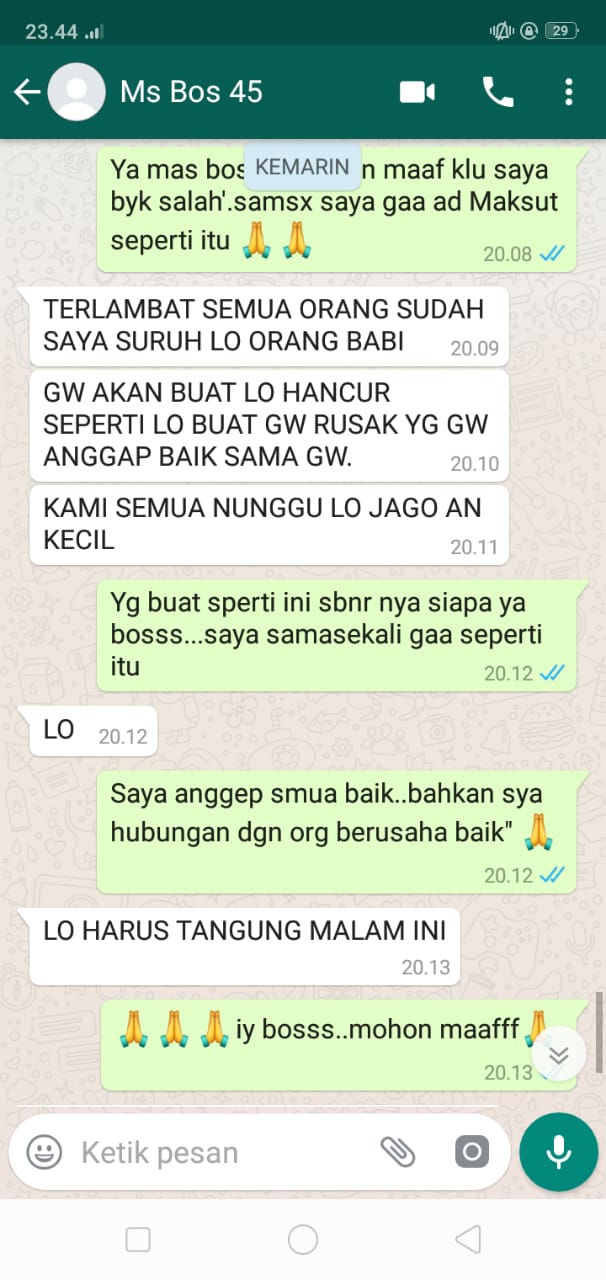 23.44
29
Ms Bos 45
KEMARIN
Ya mas bos n maaf klu saya
byk salah'.samsx saya gaa ad Maksut
seperti itu 🙏 🙏
20.08
TERLAMBAT SEMUA ORANG SUDAH
SAYA SURUH LO ORANG BABI
20.09
GW AKAN BUAT LO HANCUR
SEPERTI LO BUAT GW RUSAK YG GW
ANGGAP BAIK SAMA GW.
20.10
KAMI SEMUA NUNGGU LO JAGO AN
KECIL
20.11
Yg buat sperti ini sbnr nya siapa ya
bosss...saya samasekali gaa seperti
itu
20.12
LO
20.12
Saya anggep smua baik..bahkan sya
hubungan dgn org berusaha baik" 🙏
20.12
LO HARUS TANGUNG MALAM INI
20.13
🙏 🙏 🙏 iy bosss..mohon maafff 🙏
20.13
Ketik pesan